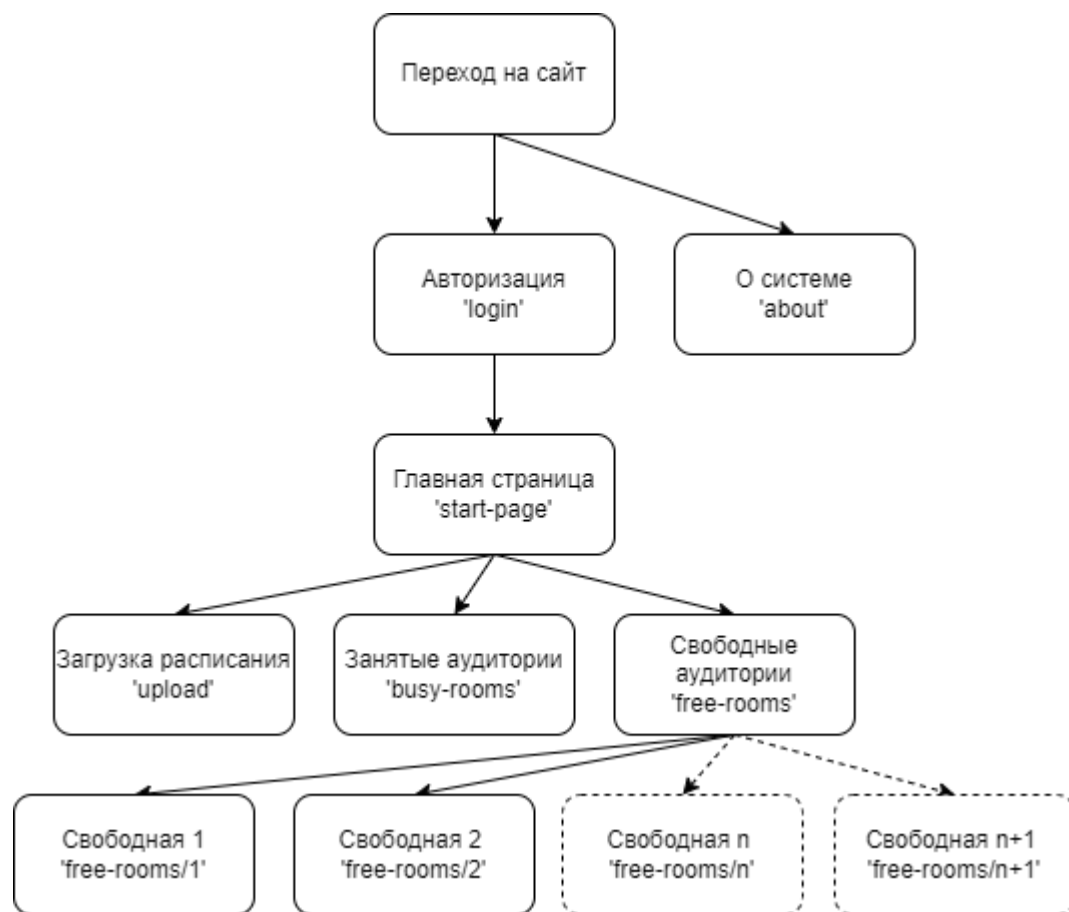 Переход на сайт
Авторизация
'login'
О системе
'about'
Главная страница
'start-page'
Загрузка расписания
'upload'
Занятые аудитории
'busy-rooms'
Свободные
аудитории
'free-rooms'
Свободная 1
'free-rooms/1'
Свободная 2
'free-rooms/2'
Свободная n
'free-rooms/n'
Свободная n+1
'free-rooms/n+1'